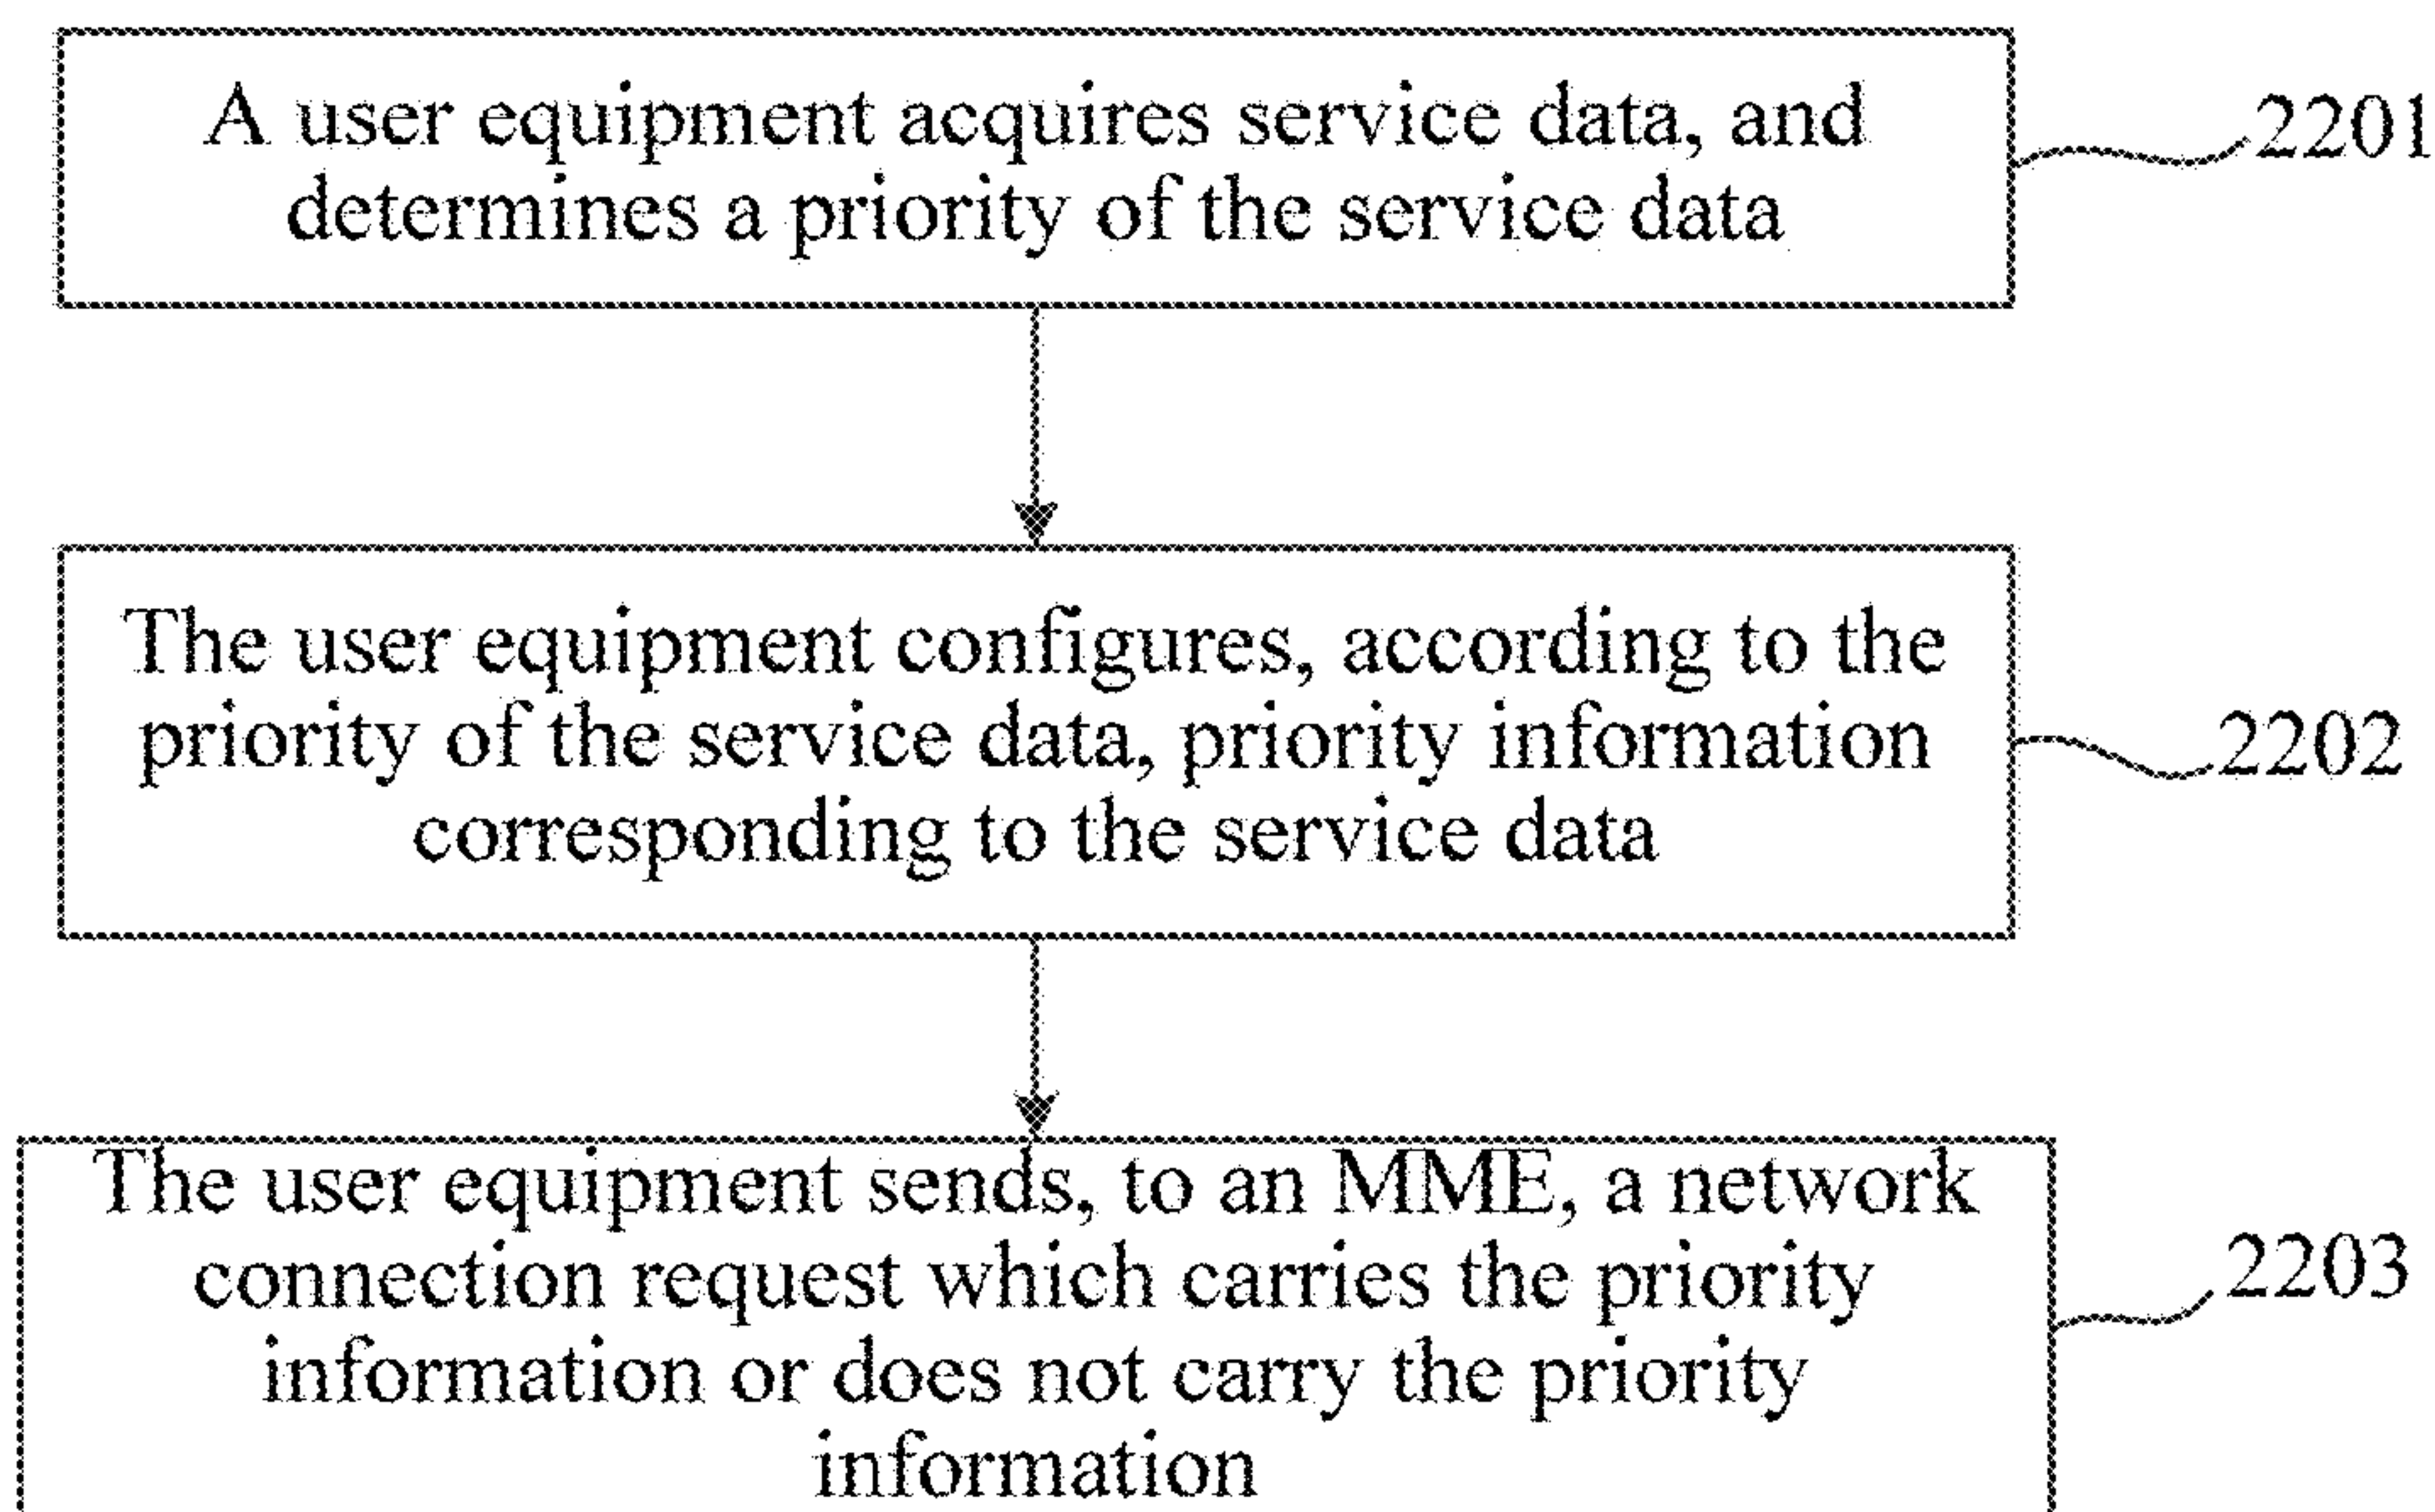 A user equipment acquires service data, and
determines a priority of the service data
2201
The user equipment configures, according to the
priority of the service data, priority information
corresponding to the service data
2202
The user equipment sends, to an MME, a network
connection request which carries the priority
information or does not carry the priority
information
2203